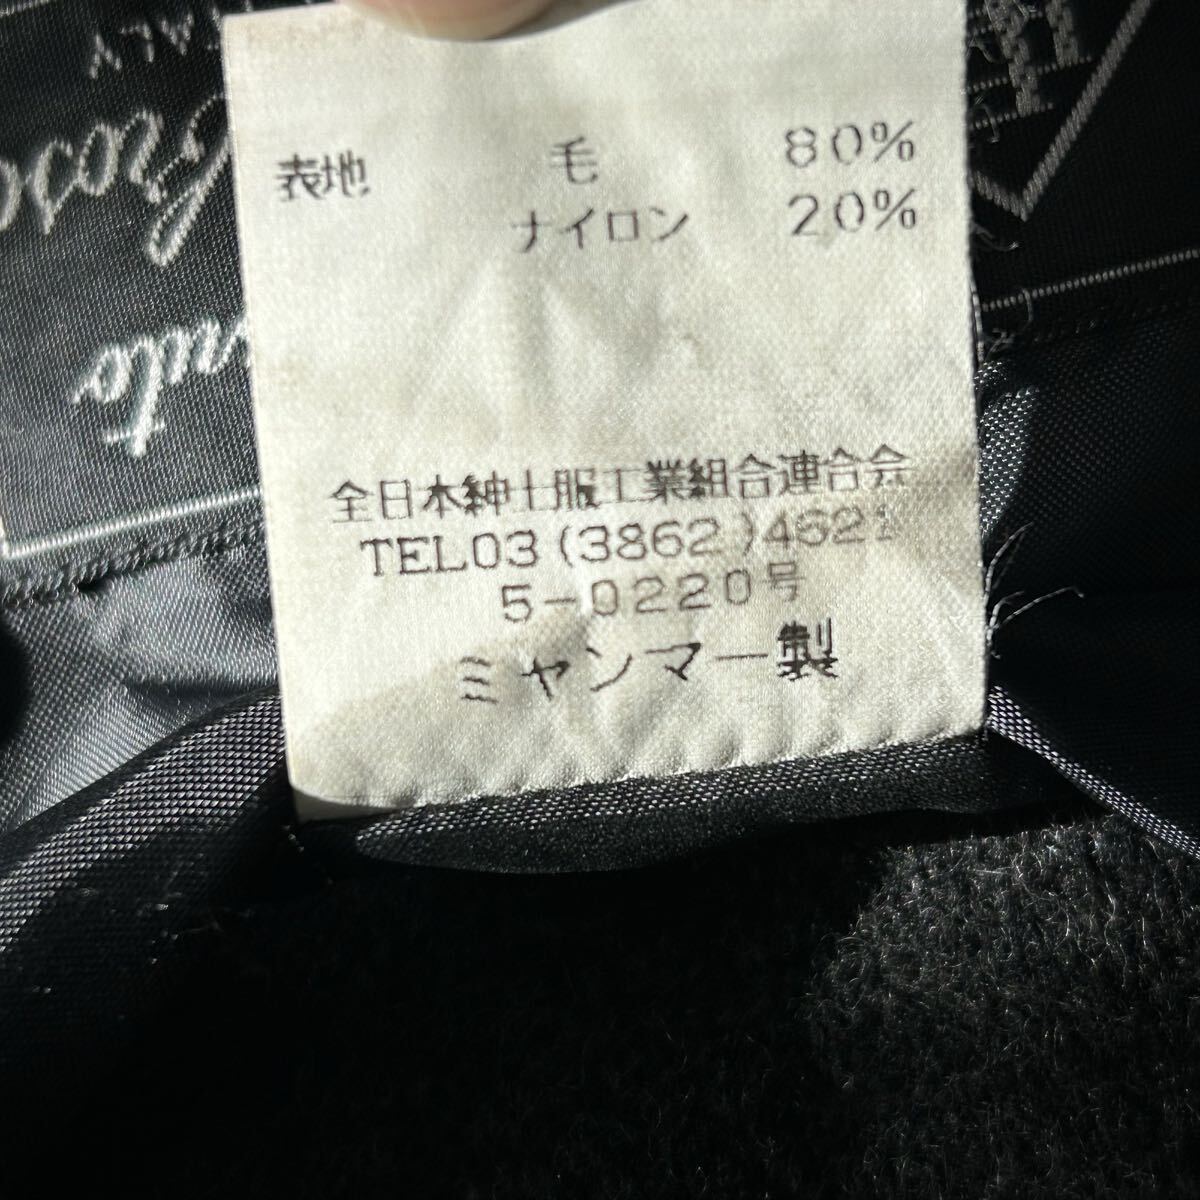 表地 毛 80%
ナイロン 20%
全日本紳士服工業組合連合会
TEL03(3862)4621
5-0220号
ミャンマー製